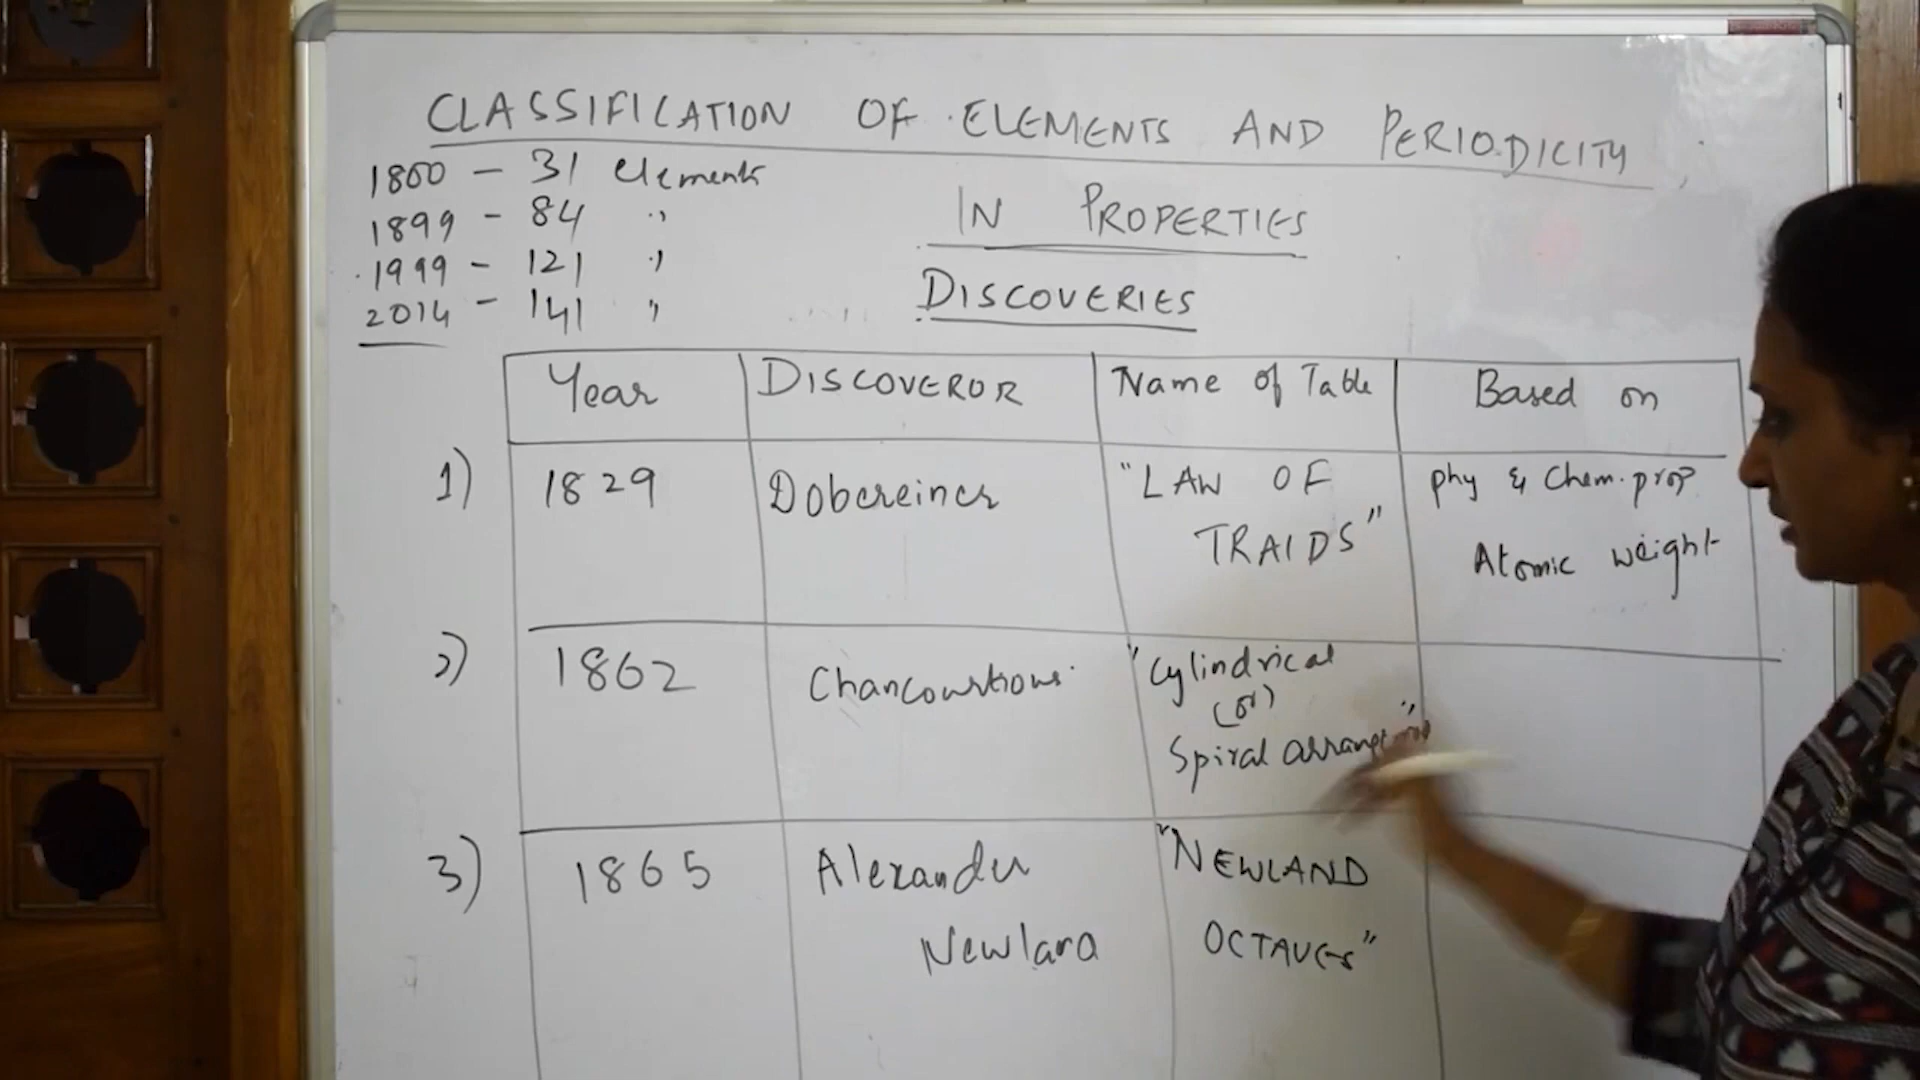 CLASSIFICATION OF ELEMENTS AND PERIODICITY
IN PROPERTIES
1800 - 31 elements
1899 - 84 "
1999 - 121 "
2014 - 141 "
DISCOVERIES
Year DISCOVEROR Name of Table Based on
1) 1829 Dobereiner "LAW OF phy & Chem. prop
TRAIDS" Atomic weight
2) 1862 Chancourtious "Cylindrical
(or)
Spiral arrangement"
3) 1865 Alexander "NEWLAND
Newland OCTAVES"